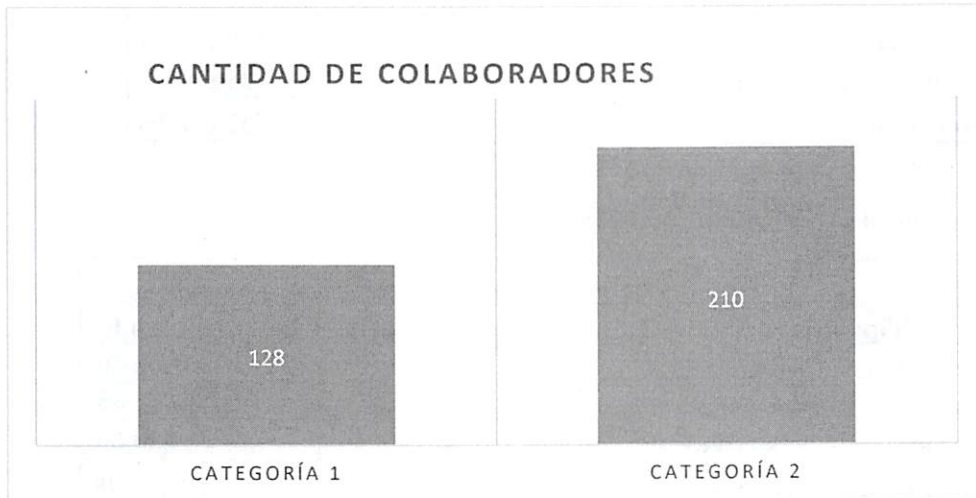 CANTIDAD DE COLABORADORES
210
128
CATEGORÍA 1 CATEGORÍA 2